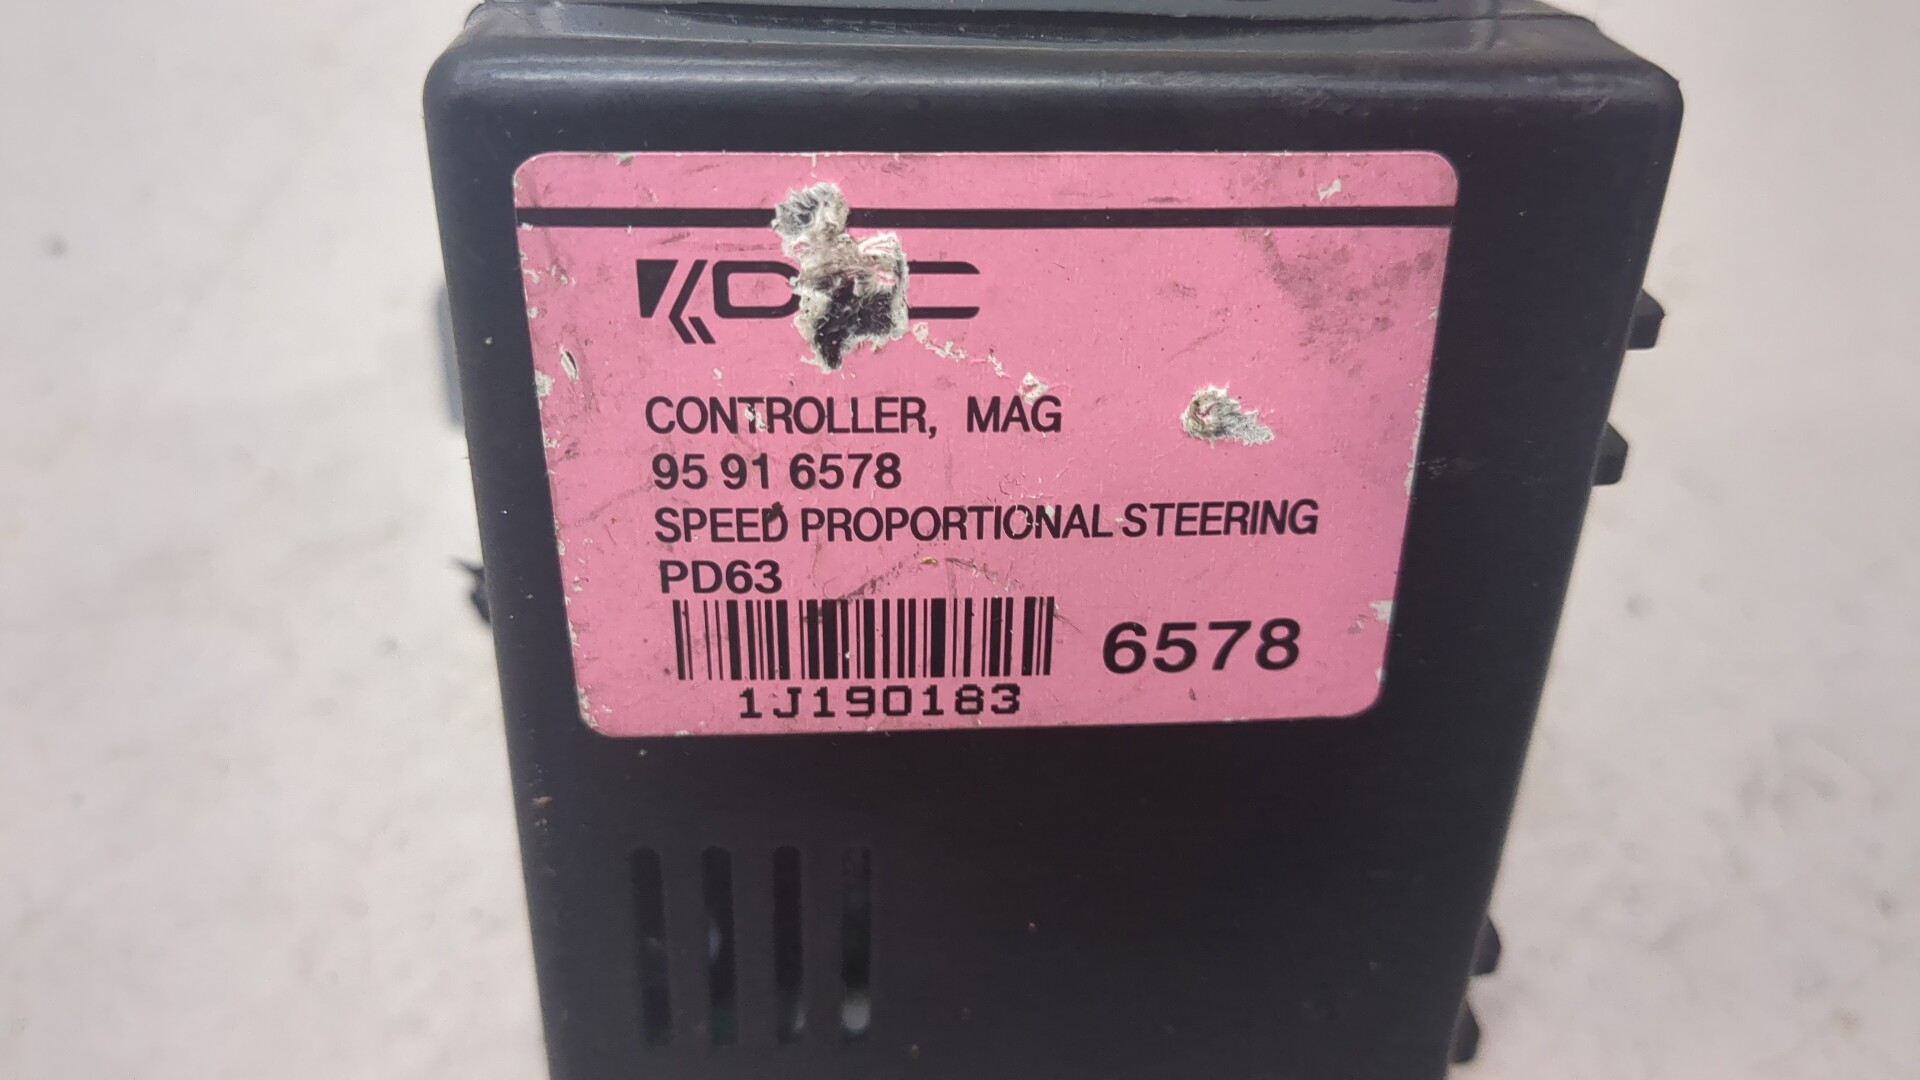 CONTROLLER, MAG
95 91 6578
SPEED PROPORTIONAL STEERING
PD63
6578
1J190183